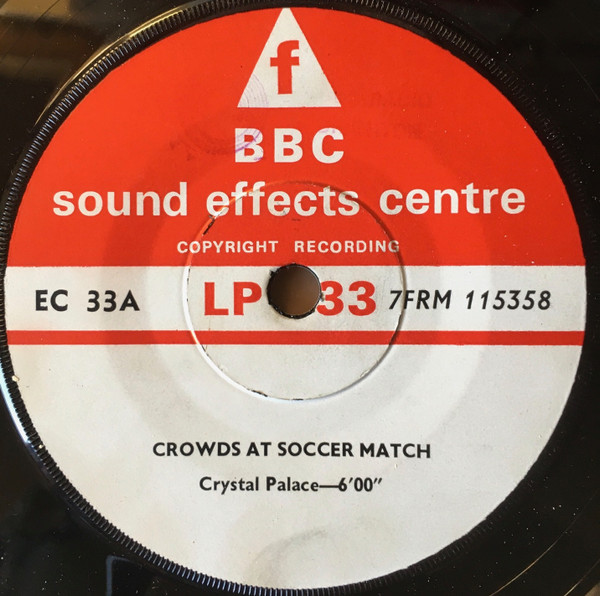 f
BBC
sound effects centre
COPYRIGHT RECORDING
EC 33A LP 33 7FRM 115358
CROWDS AT SOCCER MATCH
Crystal Palace—6'00"